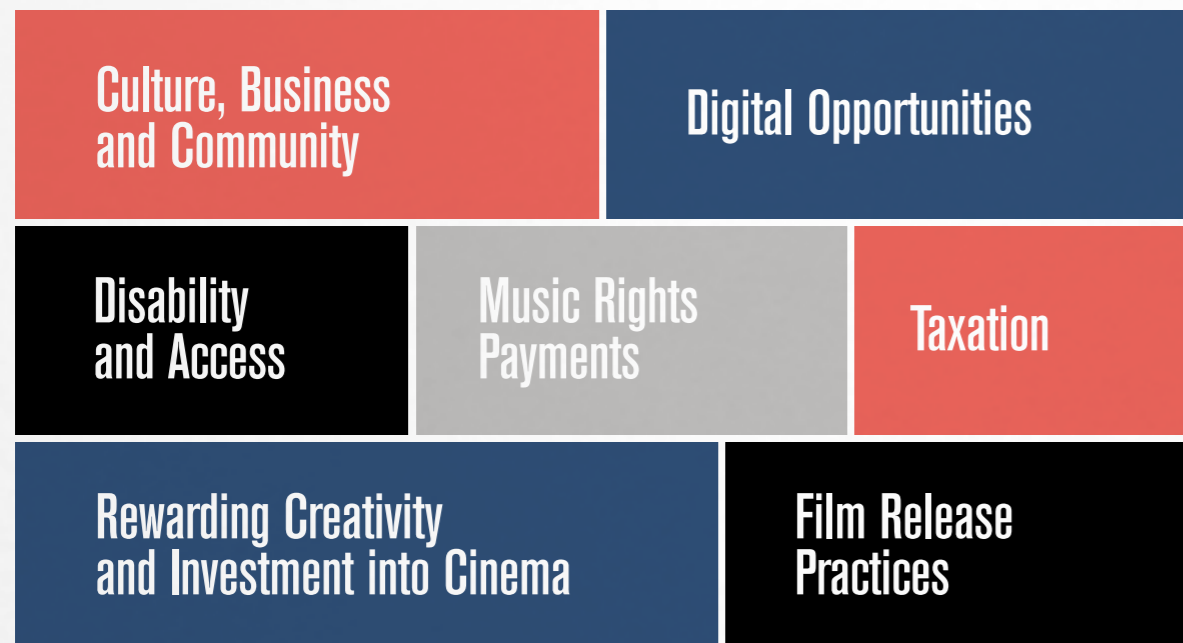 Culture, Business
and Community
Digital Opportunities
Disability
and Access
Music Rights
Payments
Taxation
Rewarding Creativity
and Investment into Cinema
Film Release
Practices